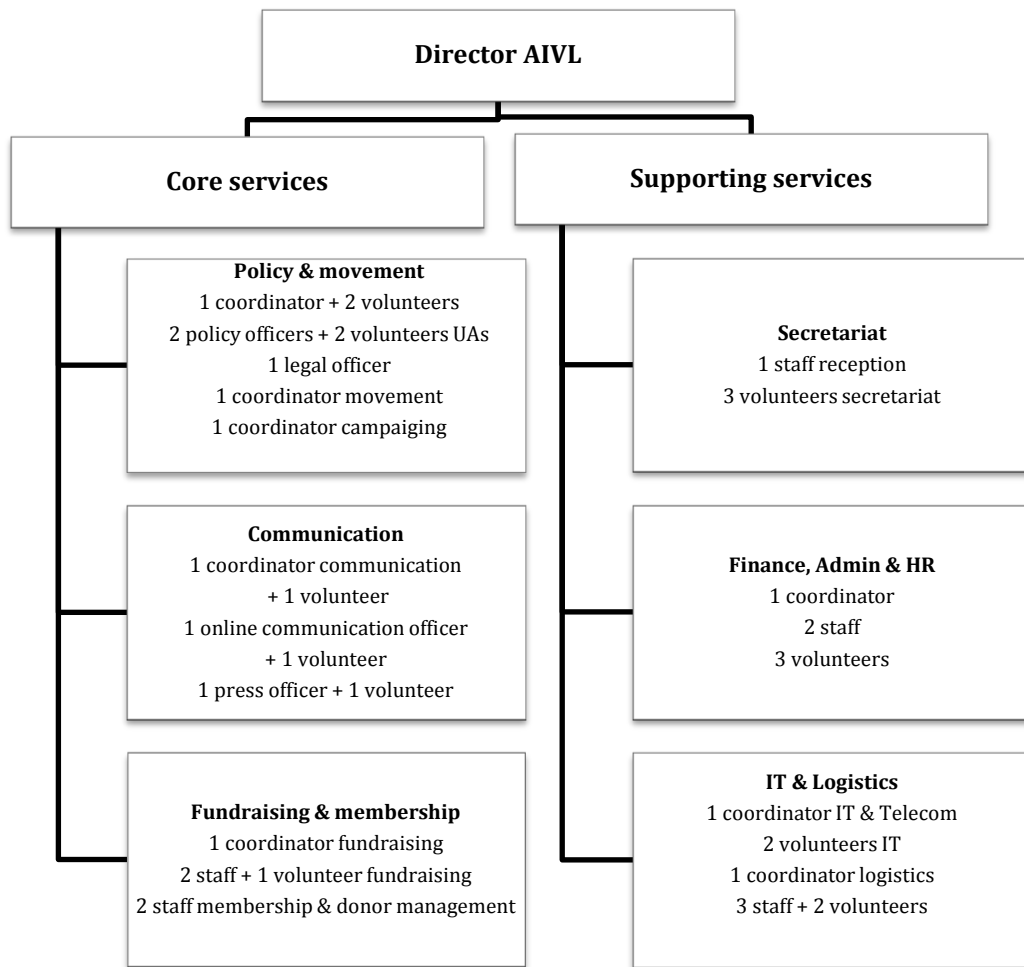 Director AIVL
Core services
Policy & movement
1 coordinator + 2 volunteers
2 policy officers + 2 volunteers UAs
1 legal officer
1 coordinator movement
1 coordinator campaiging
Communication
1 coordinator communication
+ 1 volunteer
1 online communication officer
+ 1 volunteer
1 press officer + 1 volunteer
Fundraising & membership
1 coordinator fundraising
2 staff + 1 volunteer fundraising
2 staff membership & donor management
Supporting services
Secretariat
1 staff reception
3 volunteers secretariat
Finance, Admin & HR
1 coordinator
2 staff
3 volunteers
IT & Logistics
1 coordinator IT & Telecom
2 volunteers IT
1 coordinator logistics
3 staff + 2 volunteers